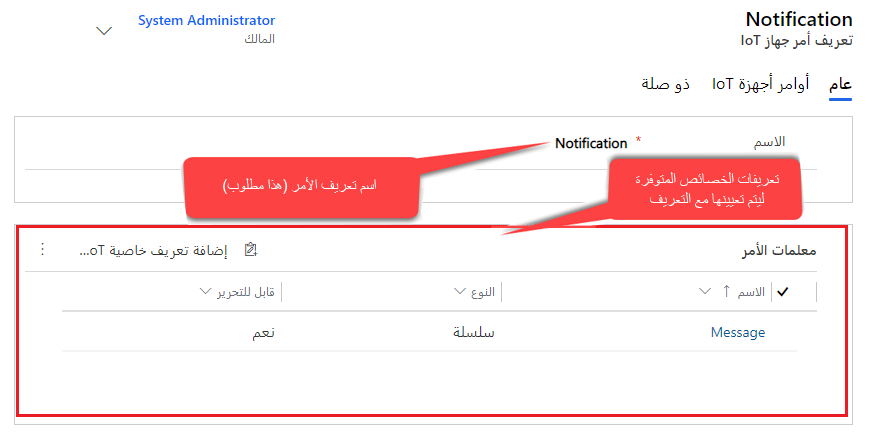 Notification
تعريف أمر جهاز IoT
System Administrator
المالك
عام
أوامر أجهزة IoT
ذو صلة
الاسم
* Notification
اسم تعريف الأمر (هذا مطلوب)
تعريفات الخصائص المتوفرة
ليتم تعيينها مع التعريف
معلمات الأمر
إضافة تعريف خاصية oT...
الاسم
النوع
قابل للتحرير
Message
سلسلة
نعم